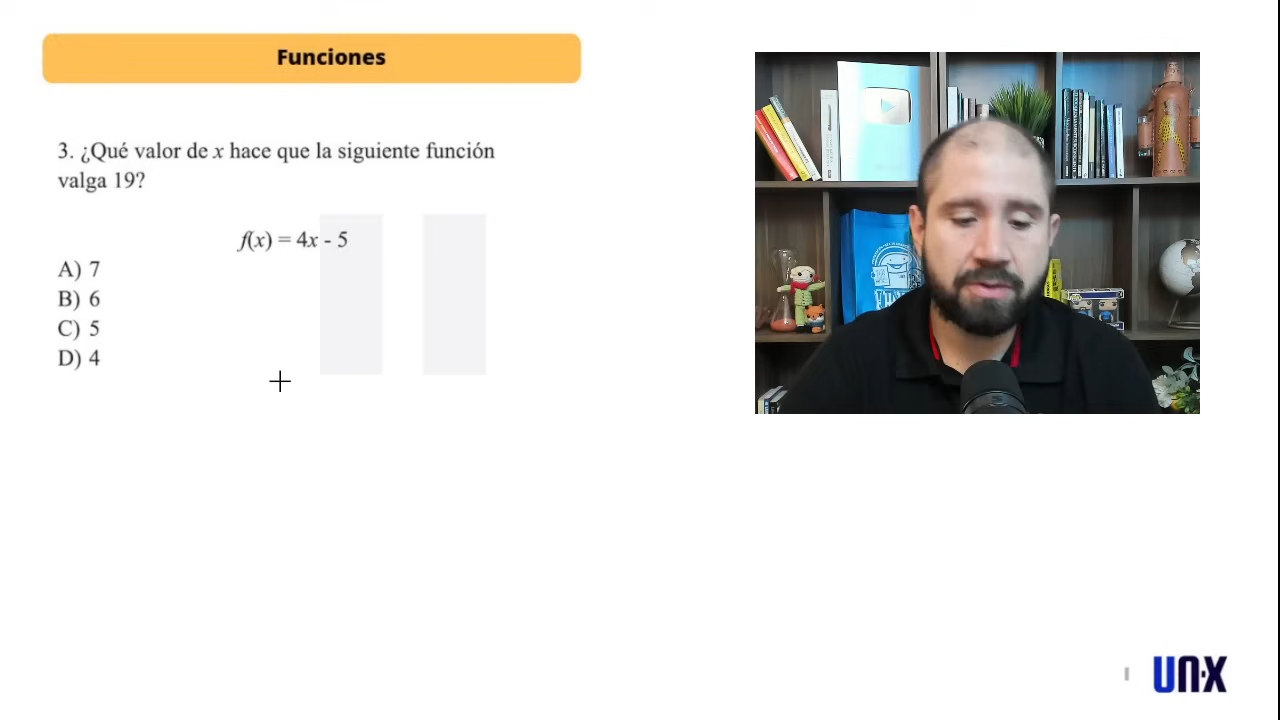 Funciones
3. ¿Qué valor de x hace que la siguiente función
valga 19?
f(x) = 4x - 5
A) 7
B) 6
C) 5
D) 4
UNX